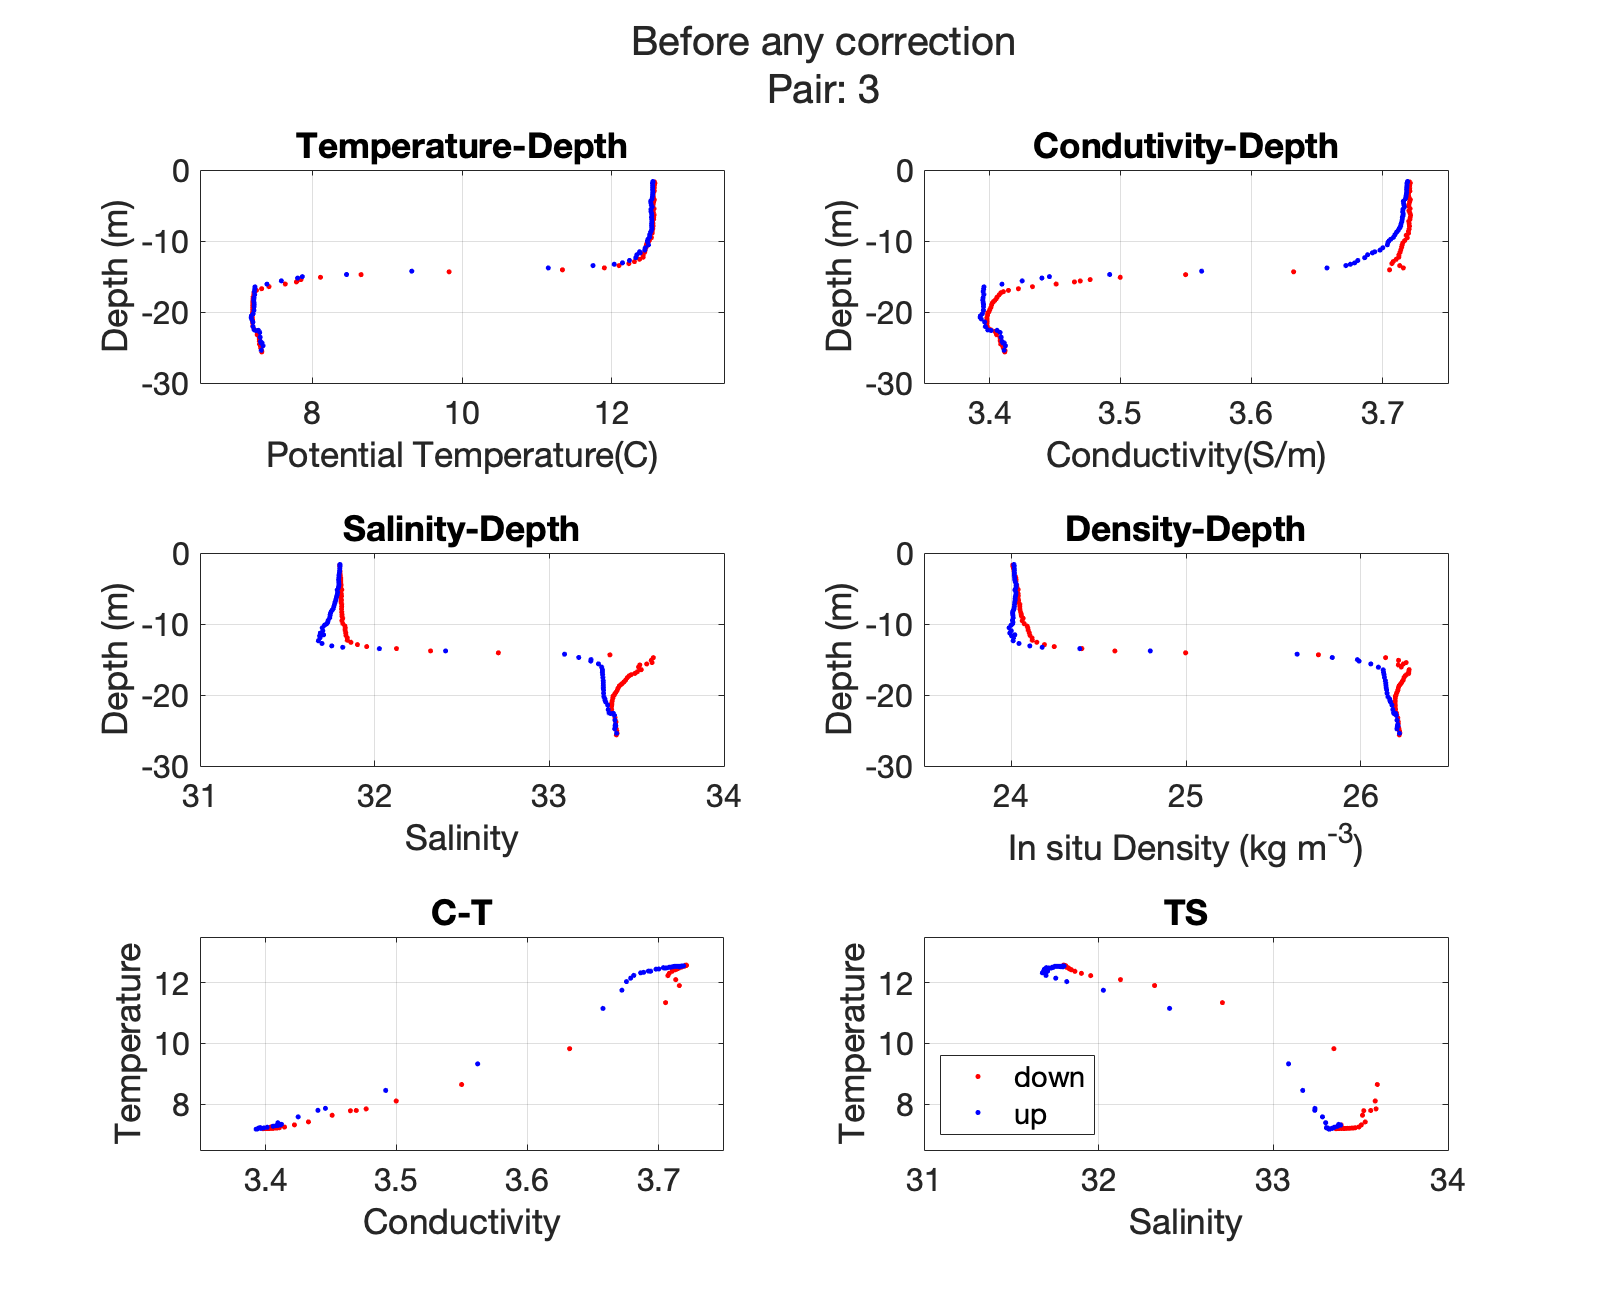 Before any correction
Pair: 3
Temperature-Depth
0
-10
-20
-30
Depth (m)
8 10 12
Potential Temperature(C)
Condutivity-Depth
0
-10
-20
-30
Depth (m)
3.4 3.5 3.6 3.7
Conductivity(S/m)
Salinity-Depth
0
-10
-20
-30
Depth (m)
31 32 33 34
Salinity
Density-Depth
0
-10
-20
-30
Depth (m)
24 25 26
In situ Density (kg m⁻³)
C-T
12
10
8
Temperature
3.4 3.5 3.6 3.7
Conductivity
TS
12
10
8
Temperature
down
up
31 32 33 34
Salinity